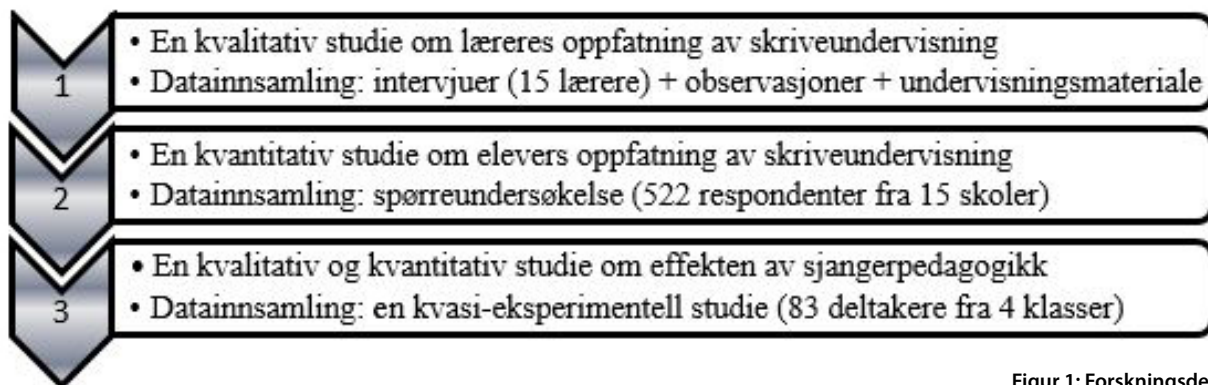 1
• En kvalitativ studie om læreres oppfatning av skriveundervisning
• Datainnsamling: intervjuer (15 lærere) + observasjoner + undervisningsmateriale
2
• En kvantitativ studie om elevers oppfatning av skriveundervisning
• Datainnsamling: spørreundersøkelse (522 respondenter fra 15 skoler)
3
• En kvalitativ og kvantitativ studie om effekten av sjangerpedagogikk
• Datainnsamling: en kvasi-eksperimentell studie (83 deltakere fra 4 klasser)
Figur 1: